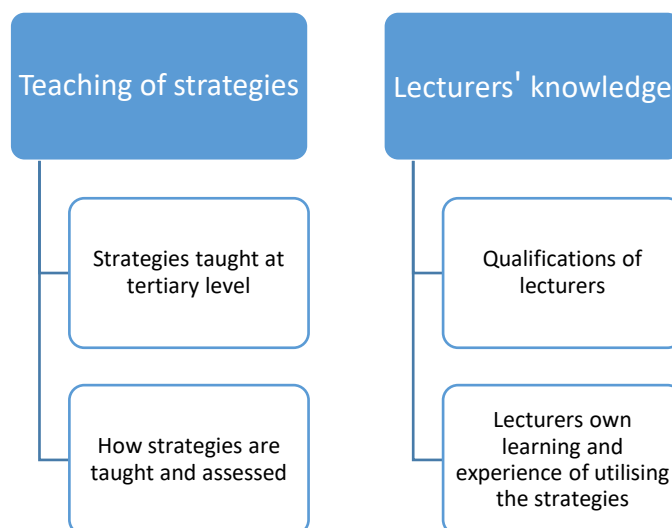 Teaching of strategies
Strategies taught at
tertiary level
How strategies are
taught and assessed
Lecturers' knowledge
Qualifications of
lecturers
Lecturers own
learning and
experience of utilising
the strategies